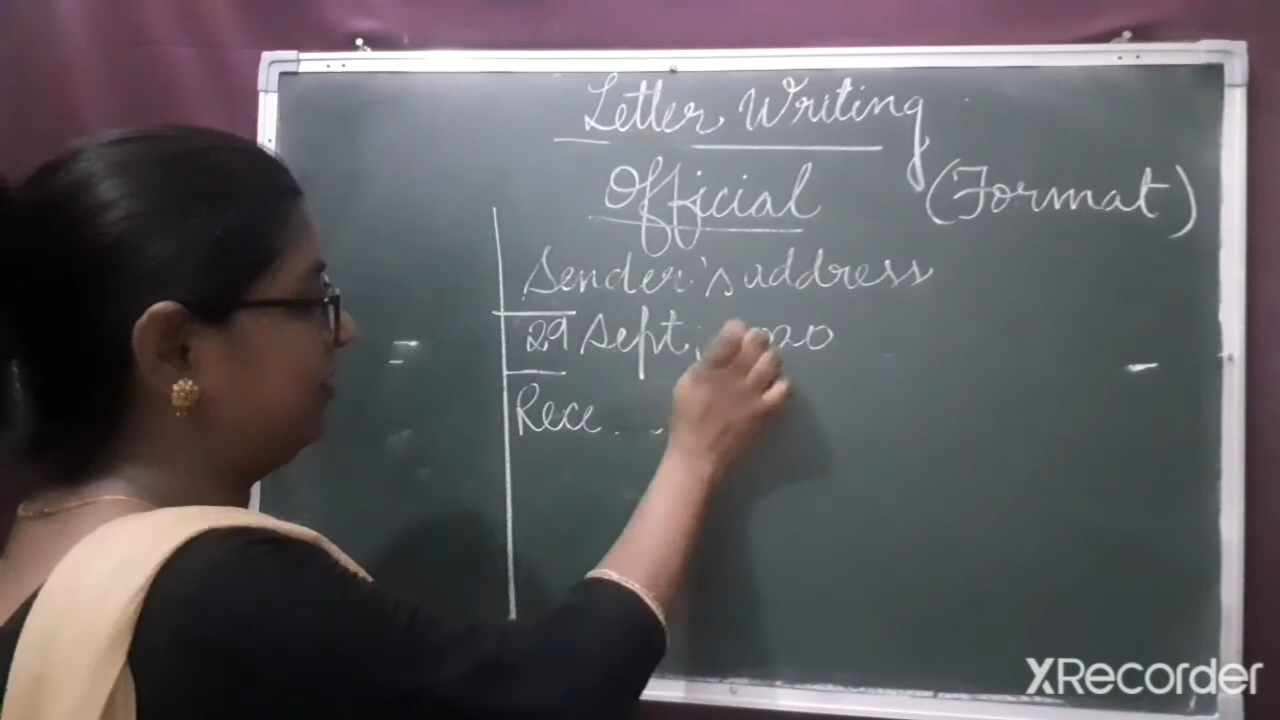 Letter Writing
Official (Format)
Sender's address
29 Sept,
Rece
XRecorder